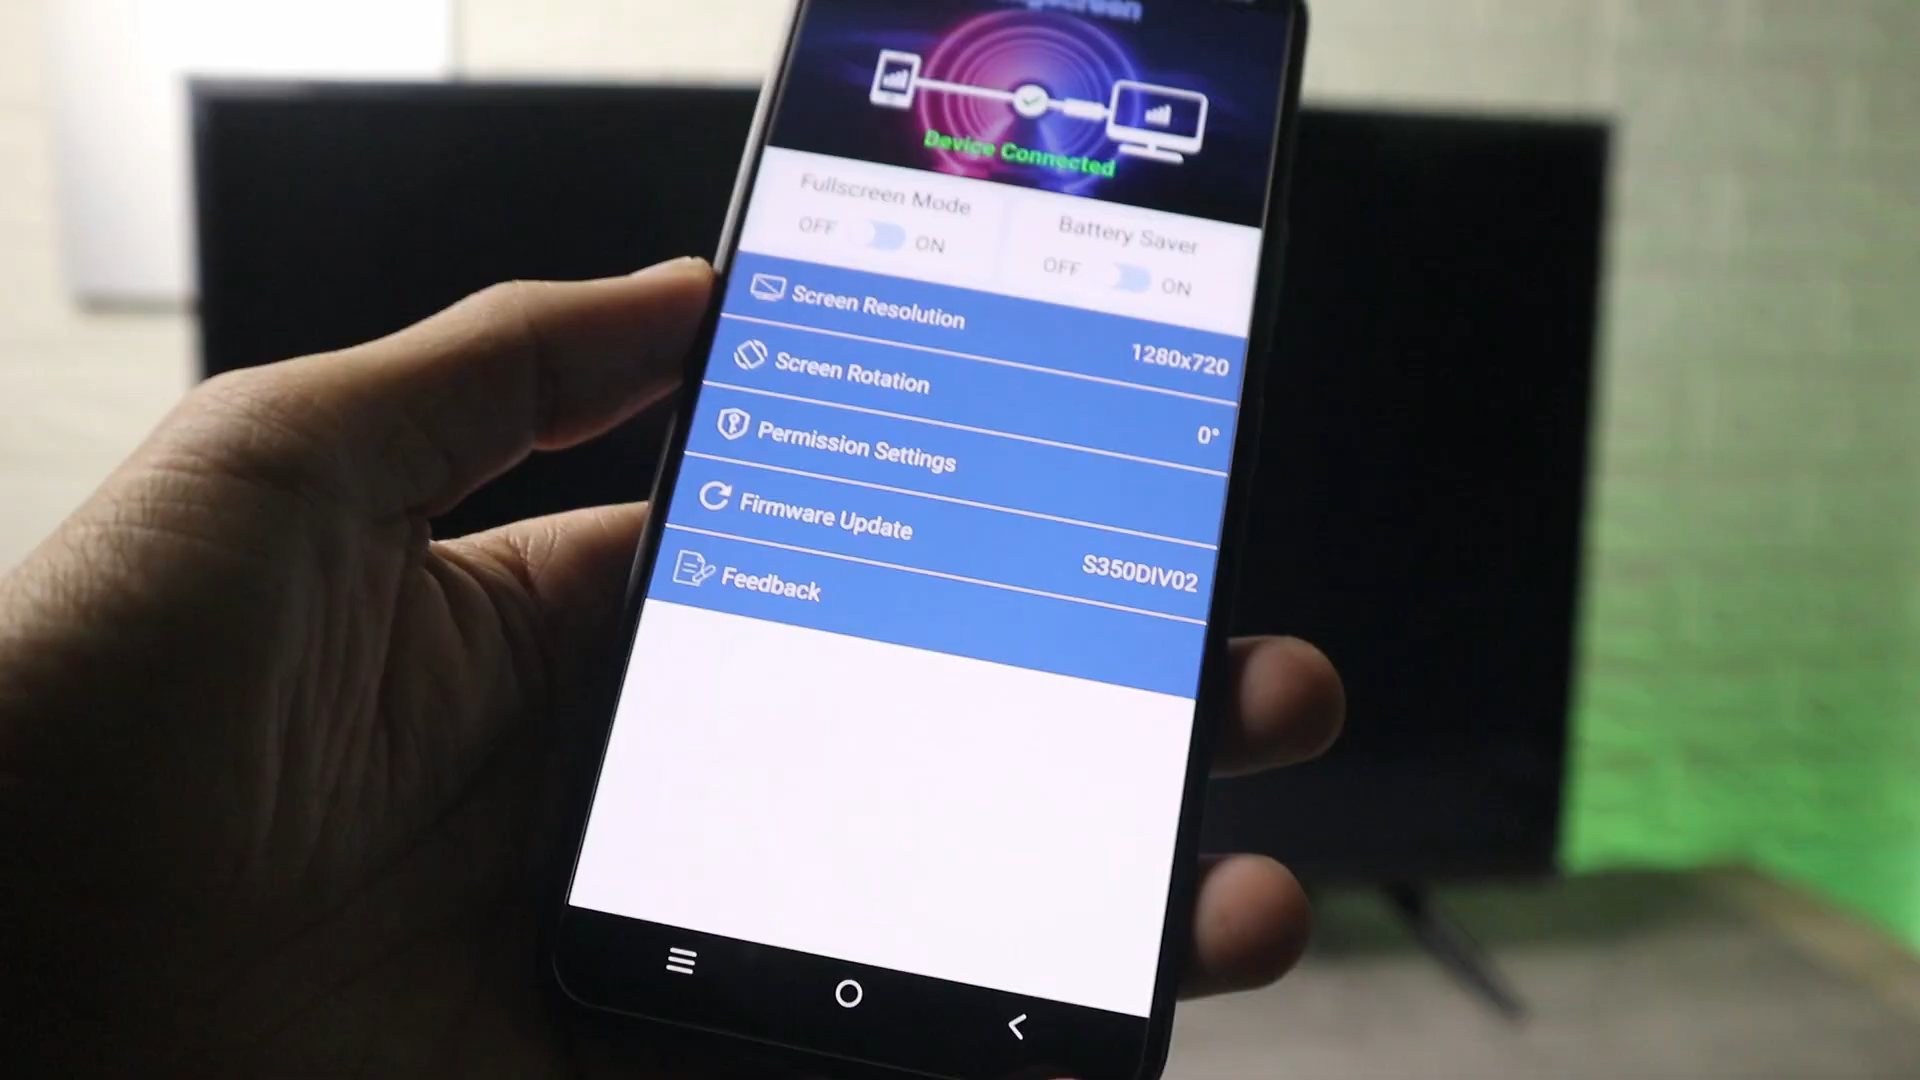 Device Connected
Fullscreen Mode
OFF ON
Battery Saver
OFF ON
Screen Resolution
1280x720
Screen Rotation
0°
Permission Settings
Firmware Update
S350DIV02
Feedback